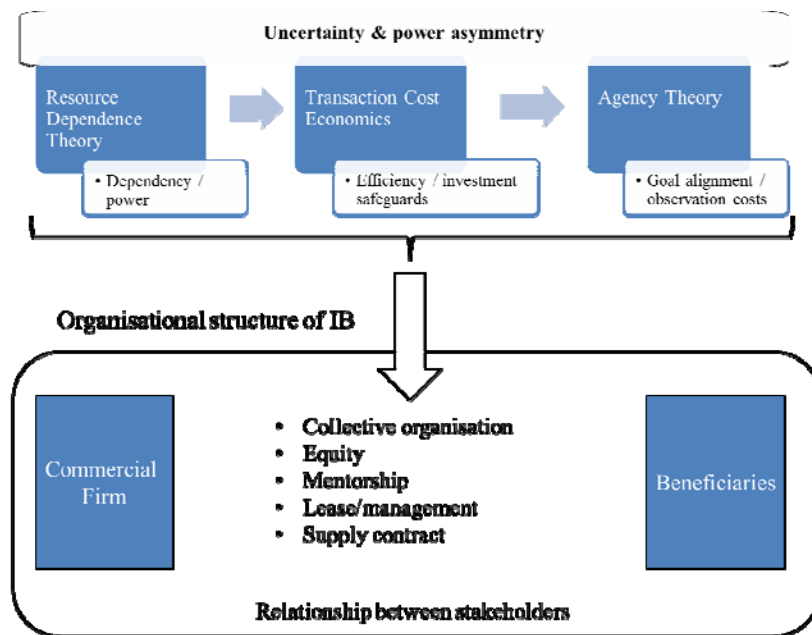 Uncertainty & power asymmetry
Resource
Dependence
Theory
Transaction Cost
Economics
Agency Theory
• Dependency /
power
• Efficiency / investment
safeguards
• Goal alignment /
observation costs
Organisational structure of IB
Commercial
Firm
• Collective organisation
• Equity
• Mentorship
• Lease/management
• Supply contract
Beneficiaries
Relationship between stakeholders